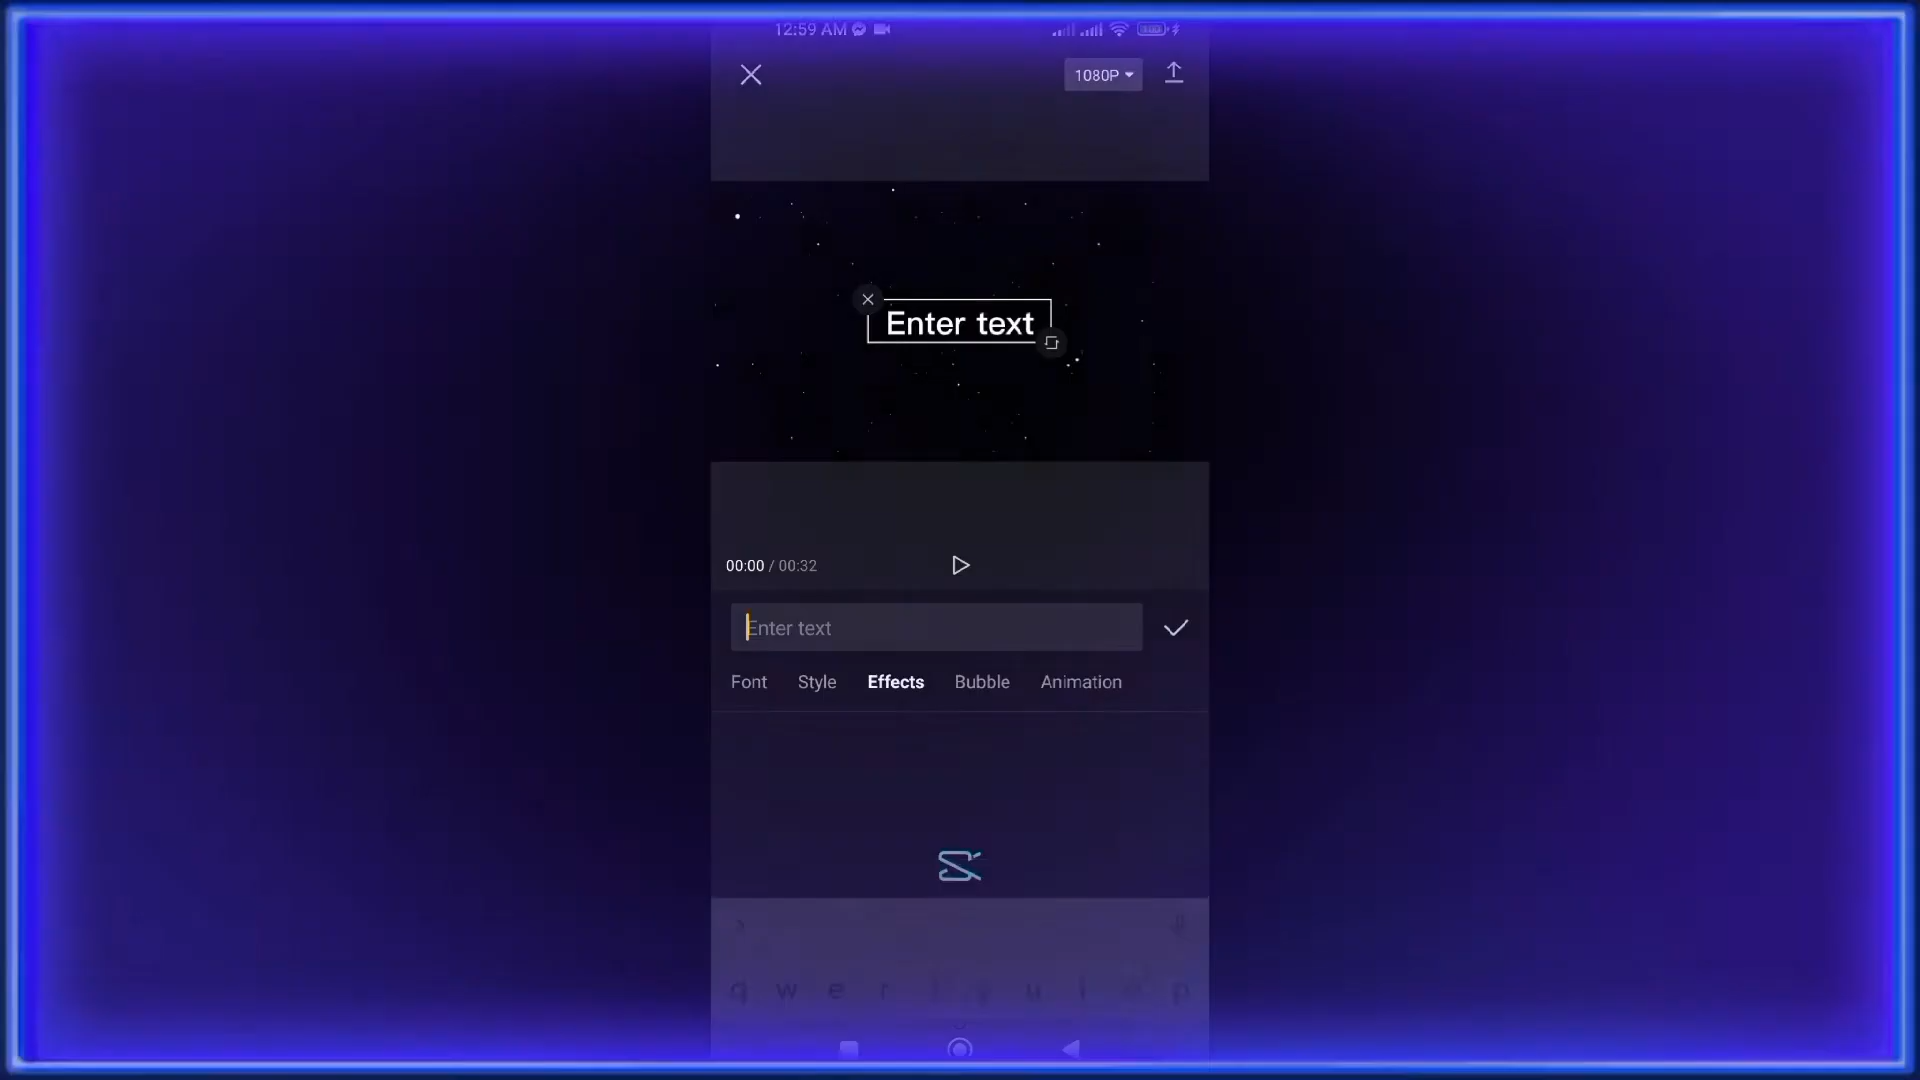 12:59 AM
1080P
Enter text
00:00 / 00:32
Enter text
Font Style Effects Bubble Animation
q w e r u i p